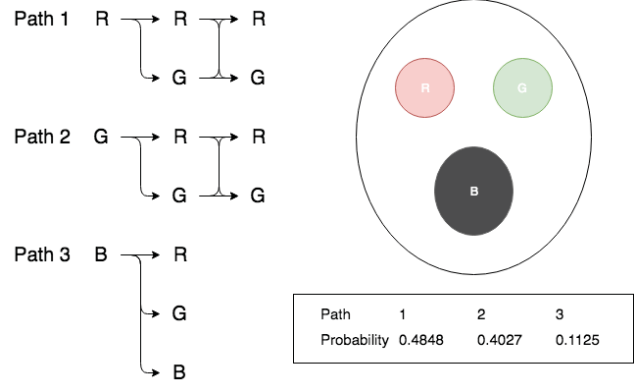 Path 1 R R R
G G
Path 2 G R R
G G
Path 3 B R
G
B
R G
B
Path 1 2 3
Probability 0.4848 0.4027 0.1125